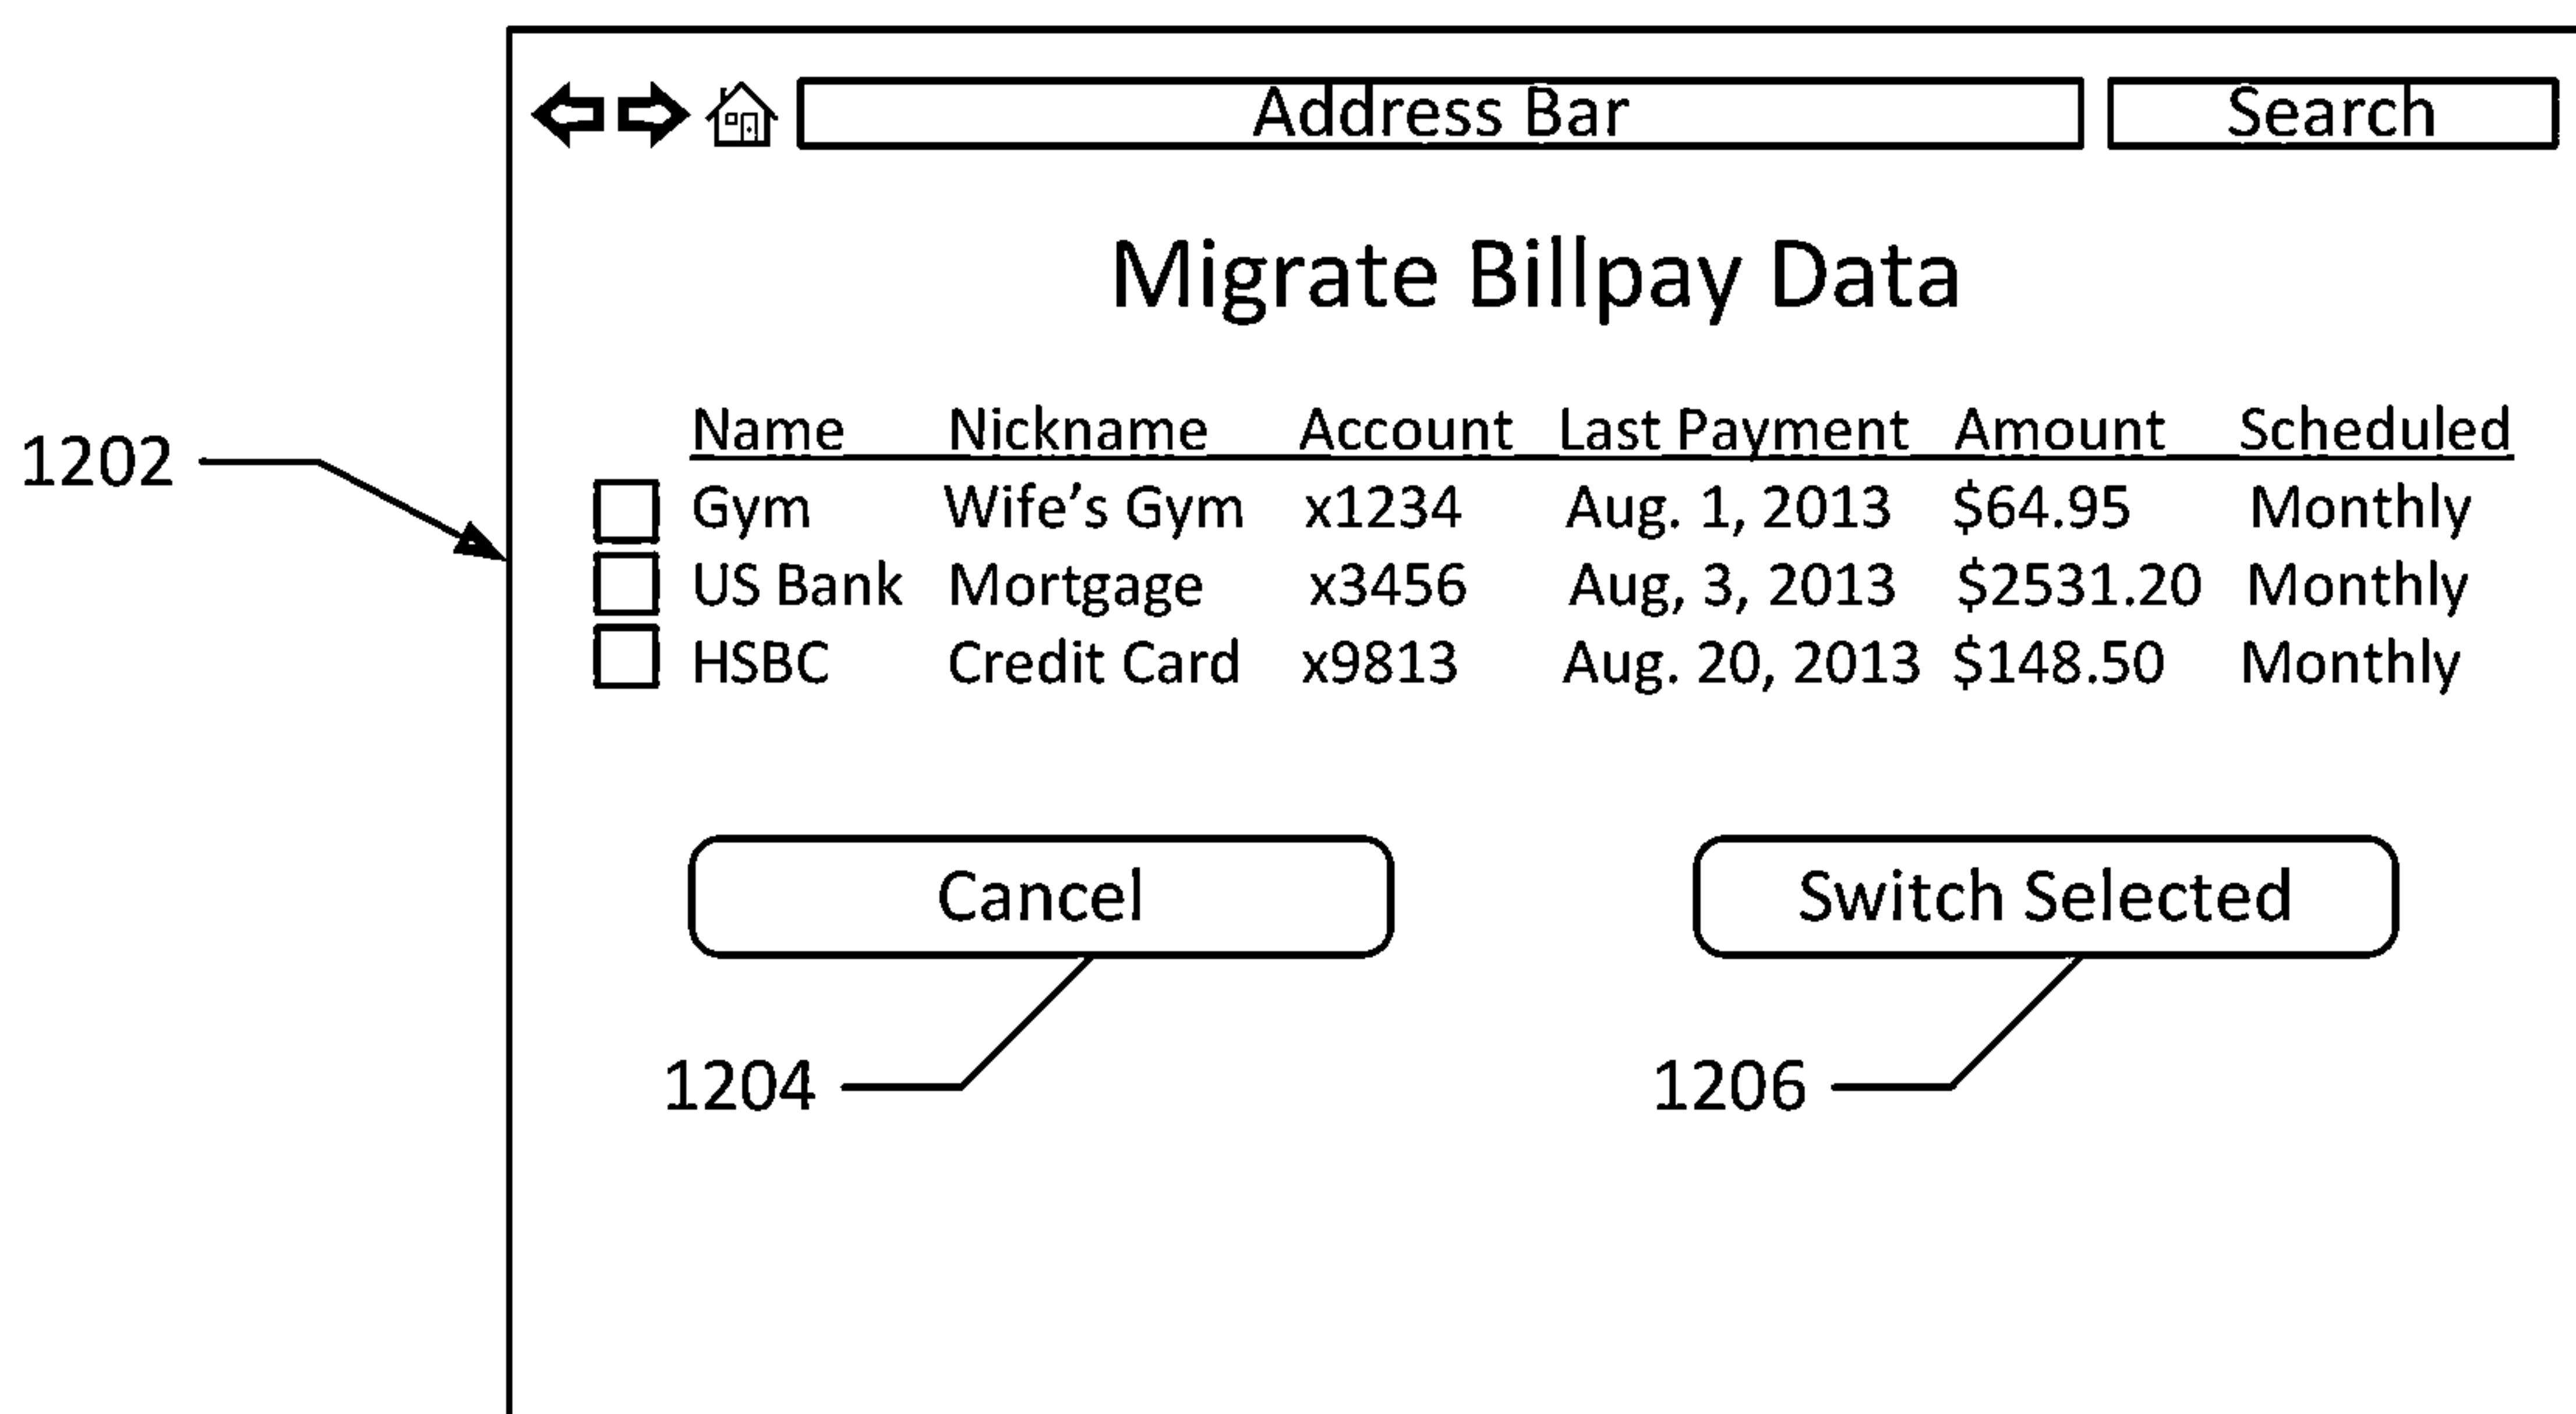 Address Bar Search
Migrate Billpay Data
Name Nickname Account Last Payment Amount Scheduled
1202
Gym Wife's Gym x1234 Aug. 1, 2013 $64.95 Monthly
US Bank Mortgage x3456 Aug, 3, 2013 $2531.20 Monthly
HSBC Credit Card x9813 Aug. 20, 2013 $148.50 Monthly
Cancel Switch Selected
1204 1206